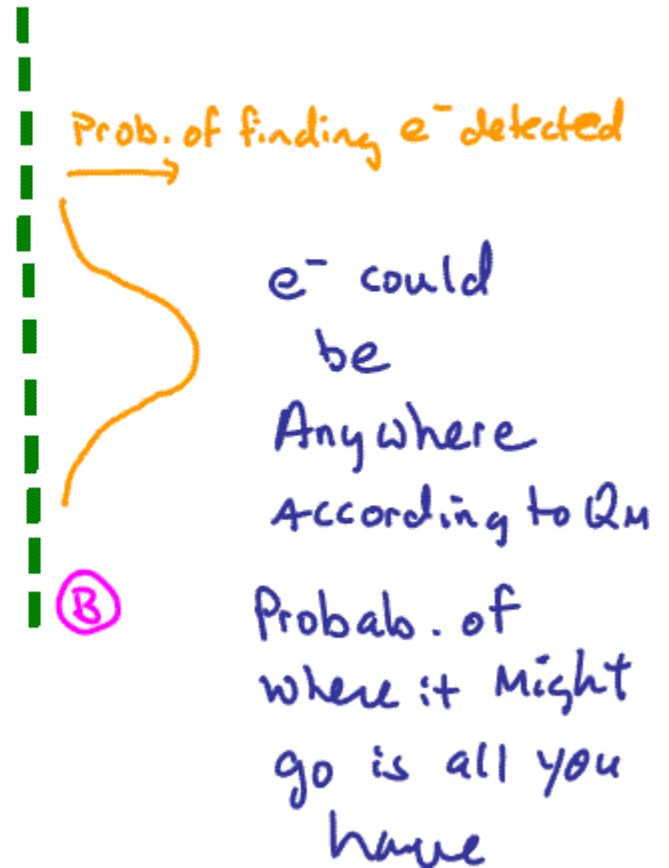 Prob. of finding e⁻ detected
e⁻ could
be
Anywhere
According to QM
B
Probab. of
where it Might
go is all you
have